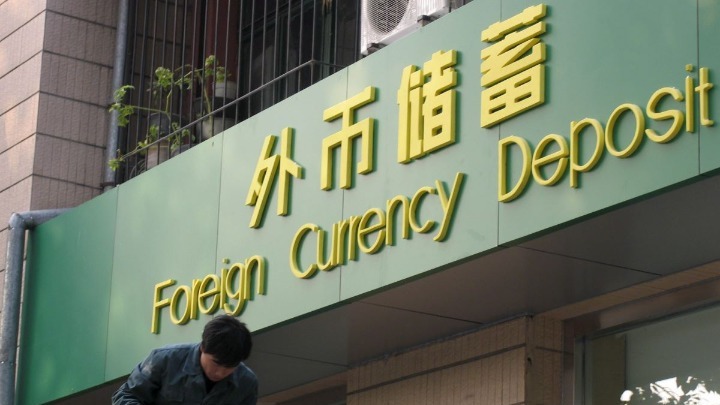 外币储蓄
Foreign Currency Deposit